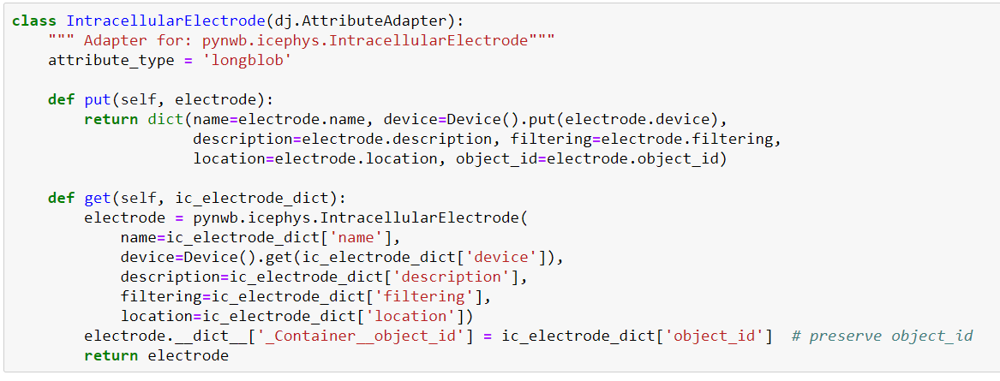 class IntracellularElectrode(dj.AttributeAdapter):
    """ Adapter for: pynwb.icephys.IntracellularElectrode"""
    attribute_type = 'longblob'

    def put(self, electrode):
        return dict(name=electrode.name, device=Device().put(electrode.device),
                    description=electrode.description, filtering=electrode.filtering,
                    location=electrode.location, object_id=electrode.object_id)

    def get(self, ic_electrode_dict):
        electrode = pynwb.icephys.IntracellularElectrode(
            name=ic_electrode_dict['name'],
            device=Device().get(ic_electrode_dict['device']),
            description=ic_electrode_dict['description'],
            filtering=ic_electrode_dict['filtering'],
            location=ic_electrode_dict['location'])
        electrode.__dict__['_Container__object_id'] = ic_electrode_dict['object_id']  # preserve object_id
        return electrode